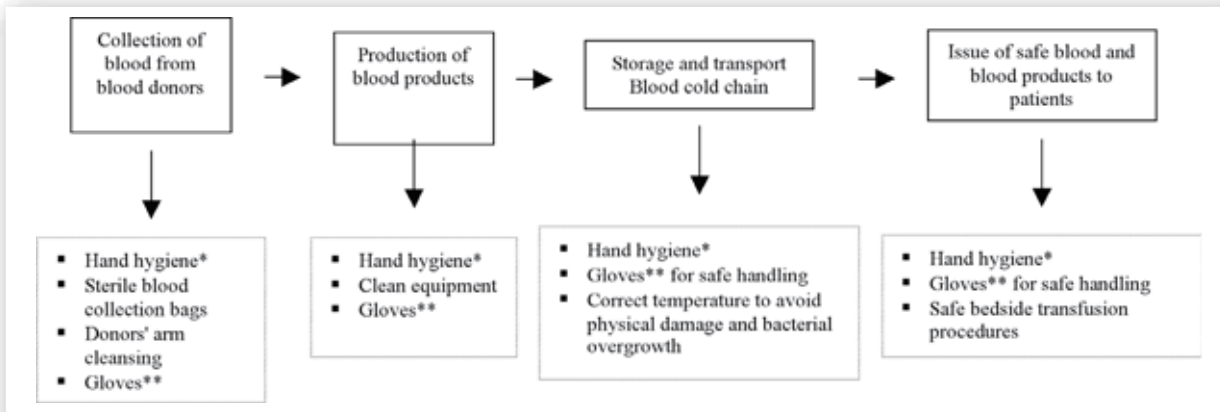 Collection of
blood from
blood donors
Production of
blood products
Storage and transport
Blood cold chain
Issue of safe blood and
blood products to
patients
▪ Hand hygiene*
▪ Sterile blood
collection bags
▪ Donors' arm
cleansing
▪ Gloves**
▪ Hand hygiene*
▪ Clean equipment
▪ Gloves**
▪ Hand hygiene*
▪ Gloves** for safe handling
▪ Correct temperature to avoid
physical damage and bacterial
overgrowth
▪ Hand hygiene*
▪ Gloves** for safe handling
▪ Safe bedside transfusion
procedures